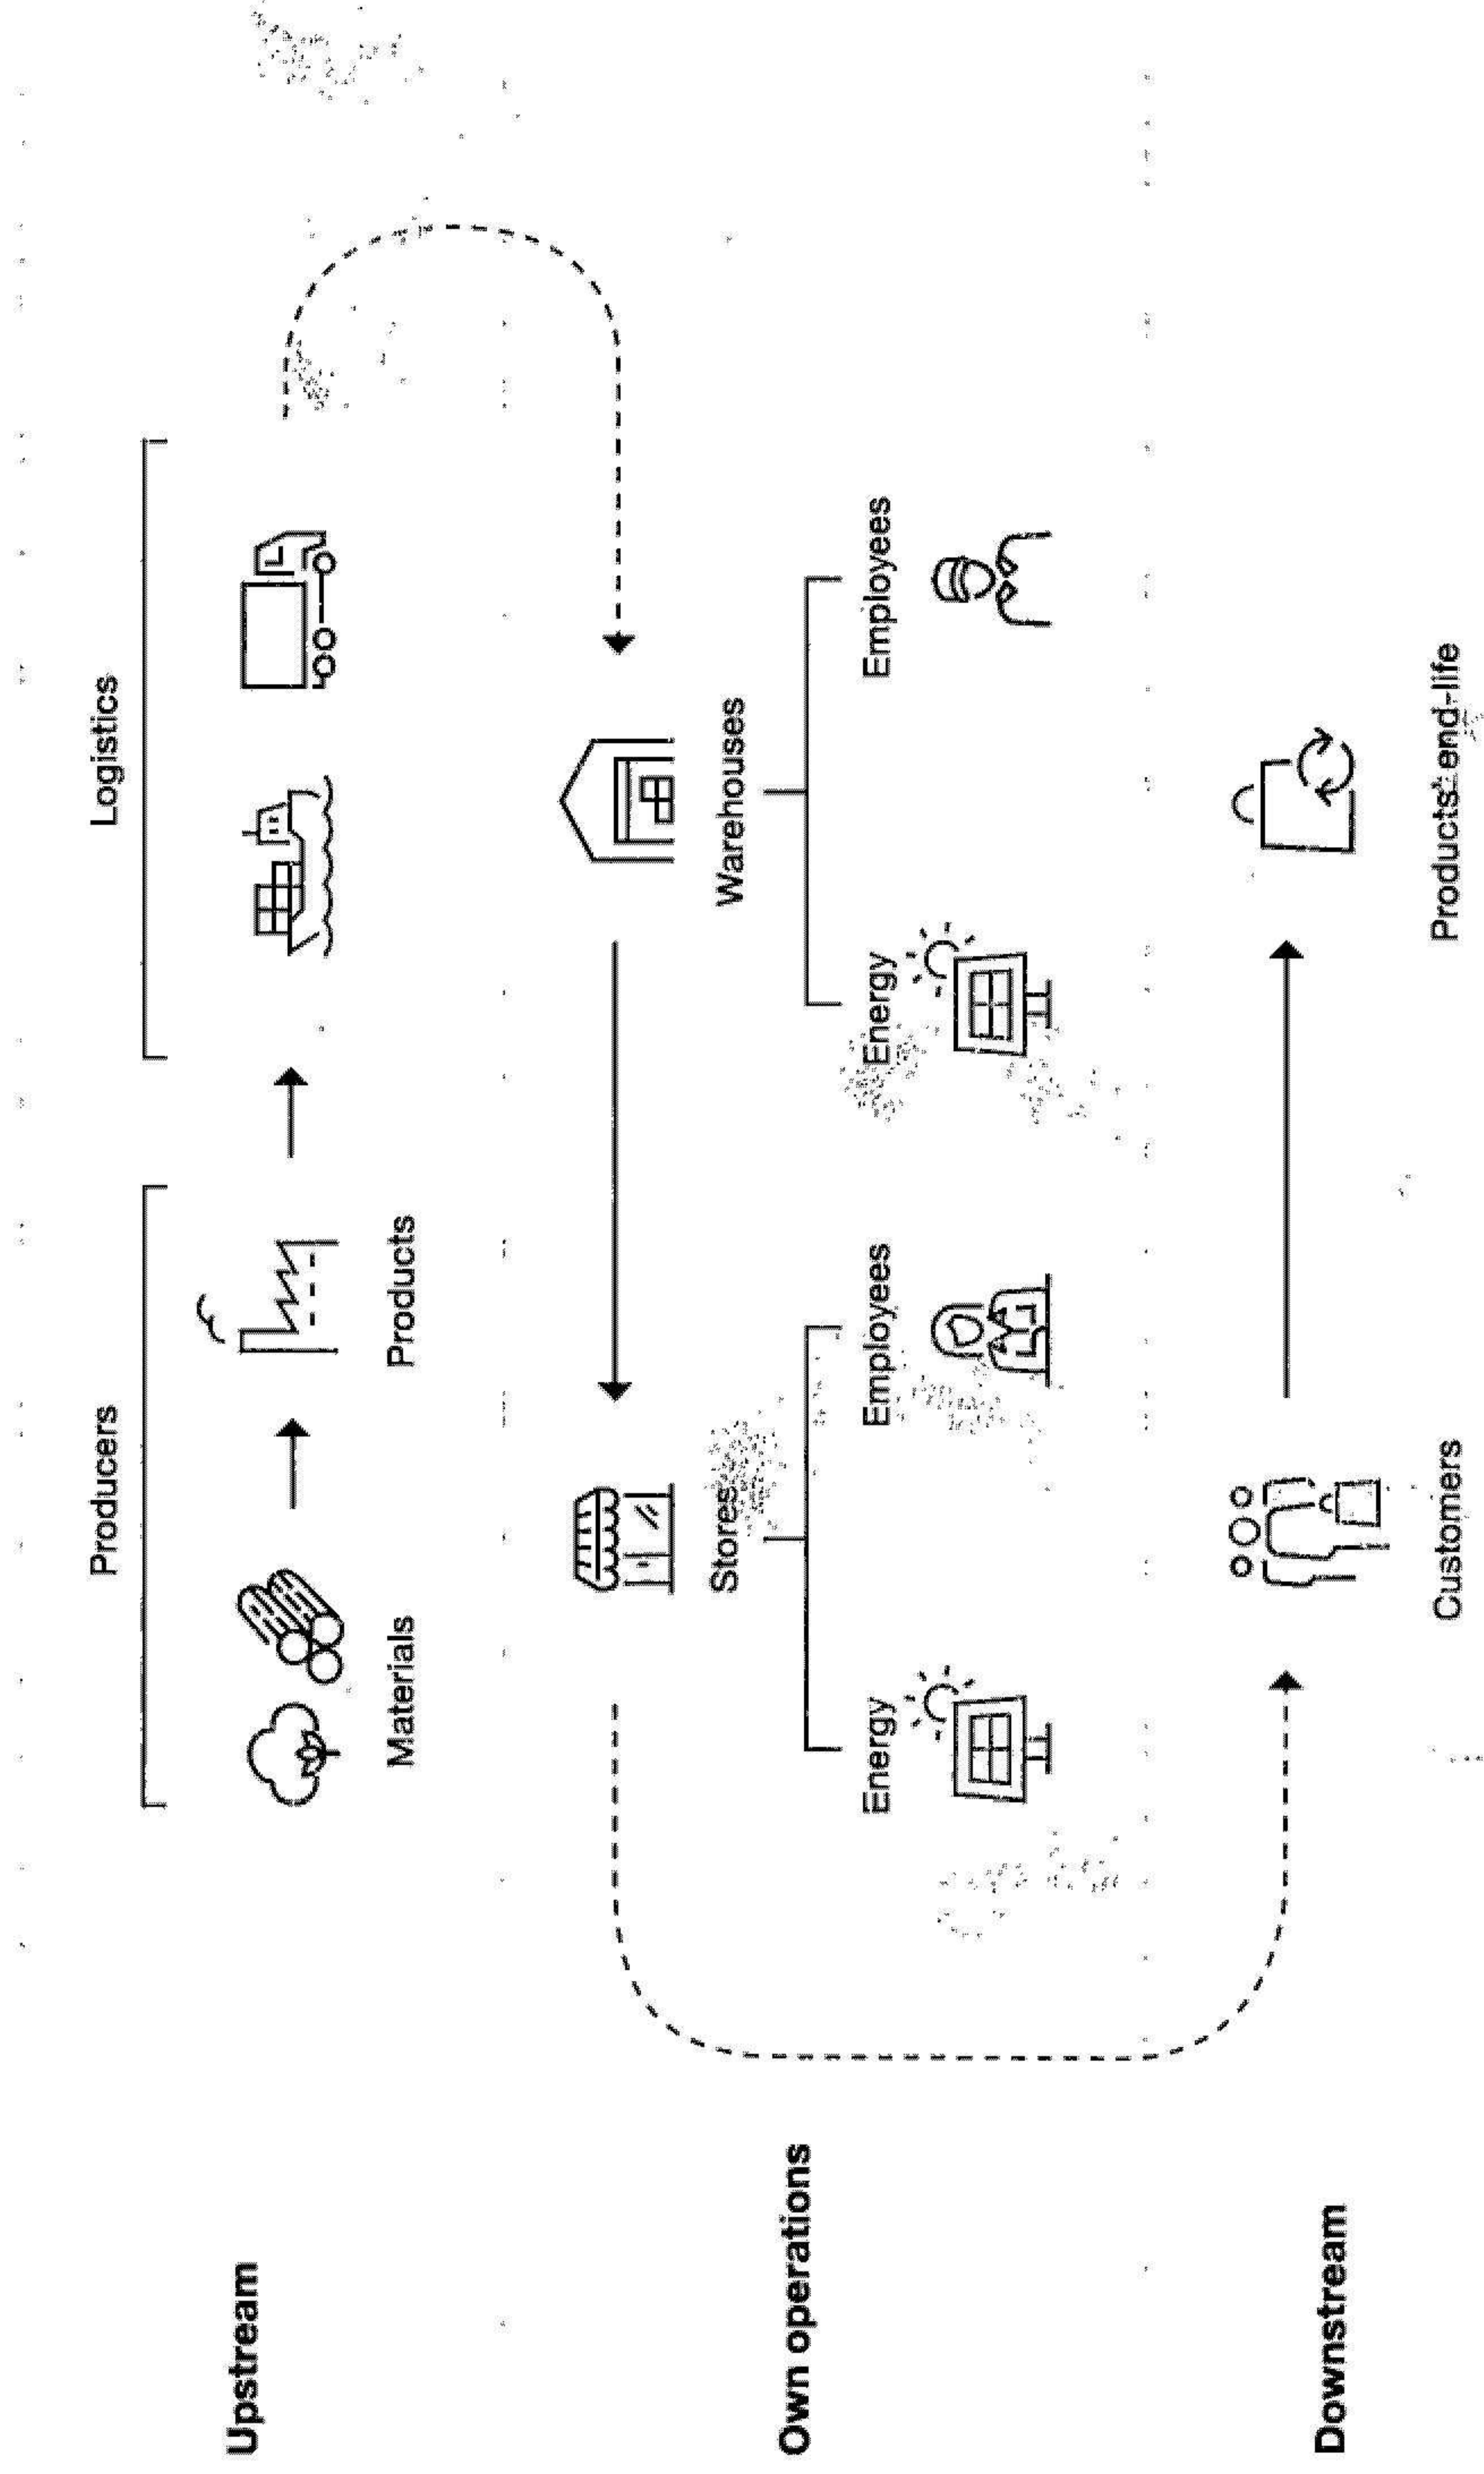 Upstream
Producers
Logistics
Materials
Products
Own operations
Stores
Warehouses
Energy
Employees
Energy
Employees
Downstream
Customers
Products' end-life